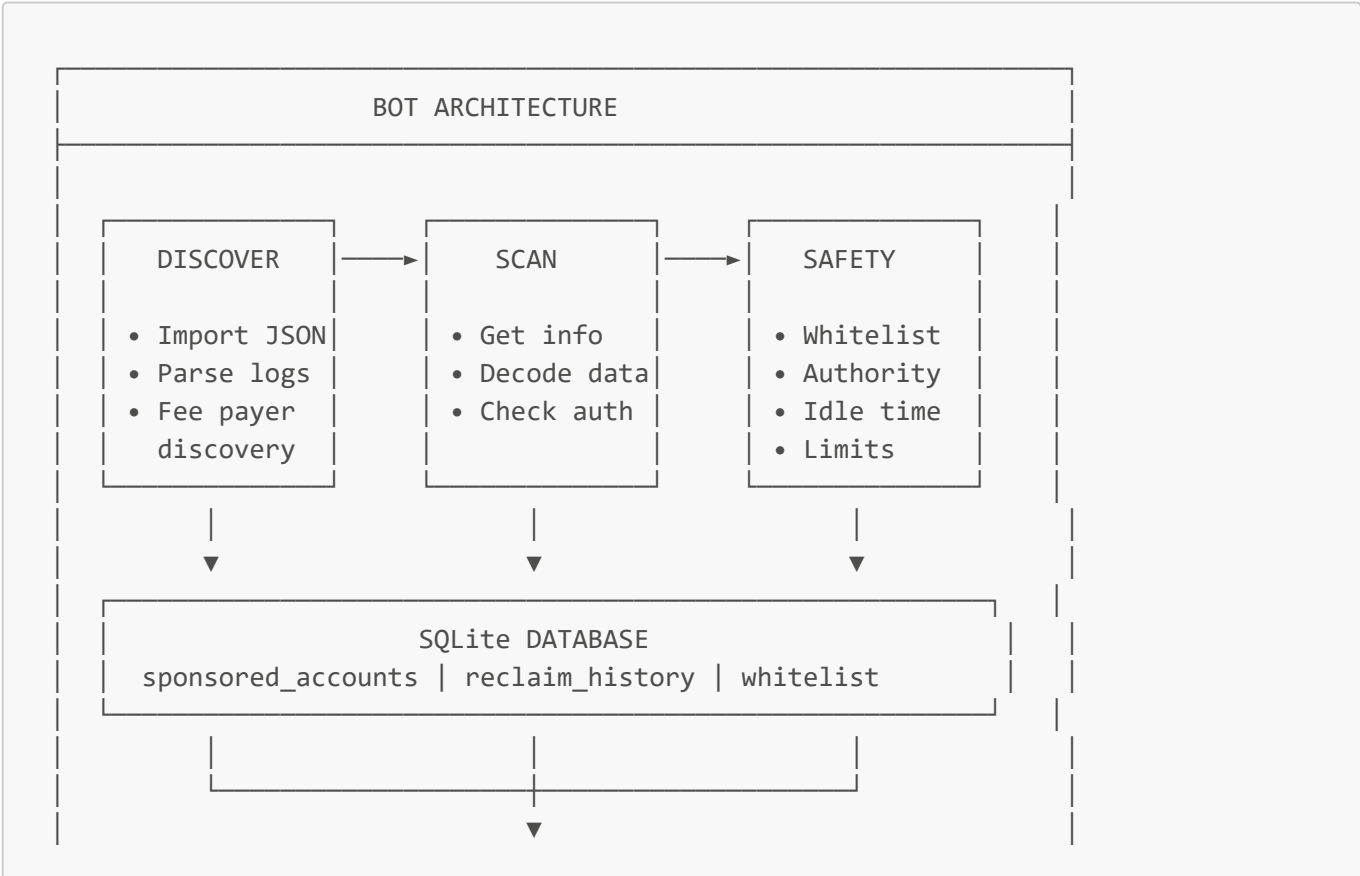 BOT ARCHITECTURE
DISCOVER SCAN SAFETY
• Import JSON • Get info • Whitelist
• Parse logs • Decode data • Authority
• Fee payer • Check auth • Idle time
discovery • Limits
SQLite DATABASE
sponsored_accounts | reclaim_history | whitelist